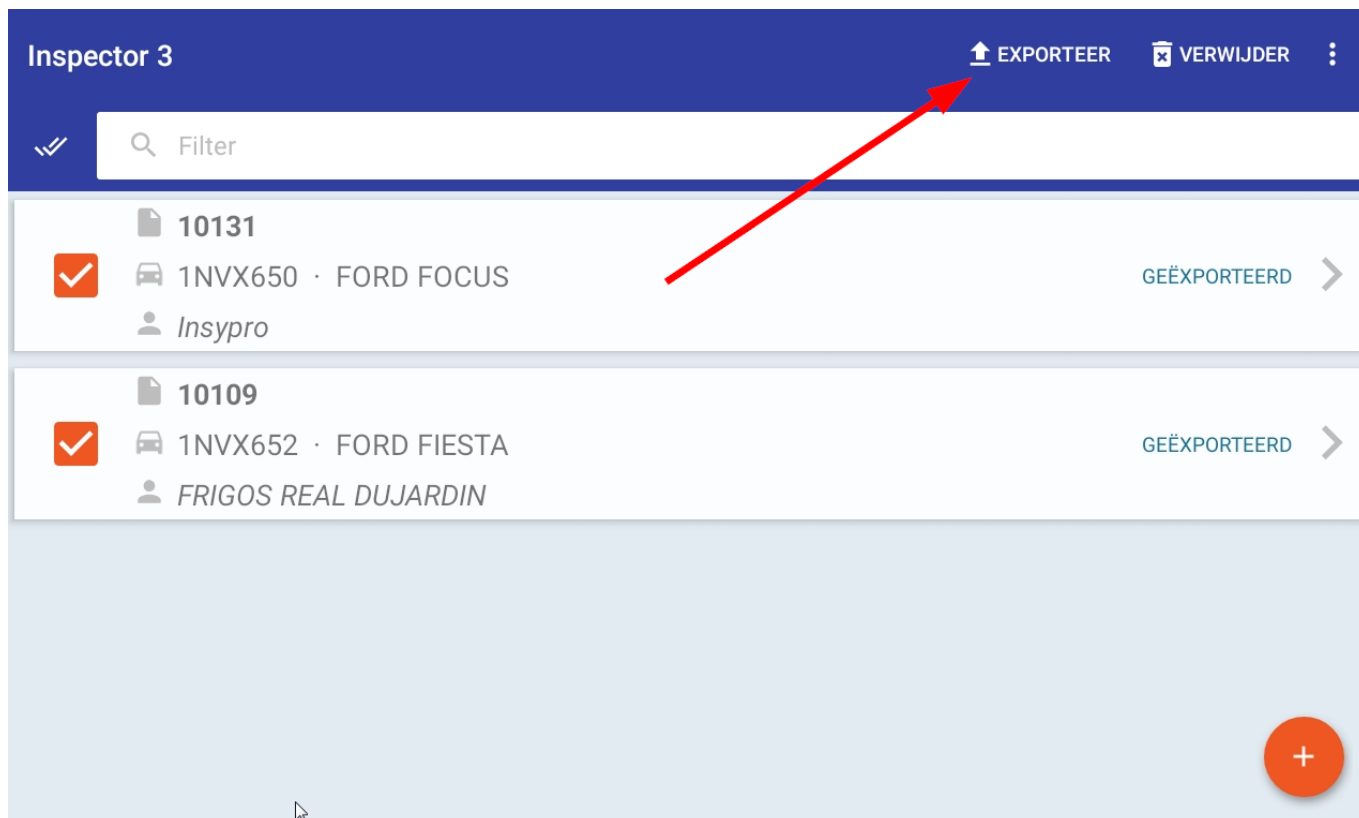 Inspector 3
EXPORTEER
VERWIJDER
Filter
10131
1NVX650 · FORD FOCUS
GEËXPORTEERD
Insypro
10109
1NVX652 · FORD FIESTA
GEËXPORTEERD
FRIGOS REAL DUJARDIN